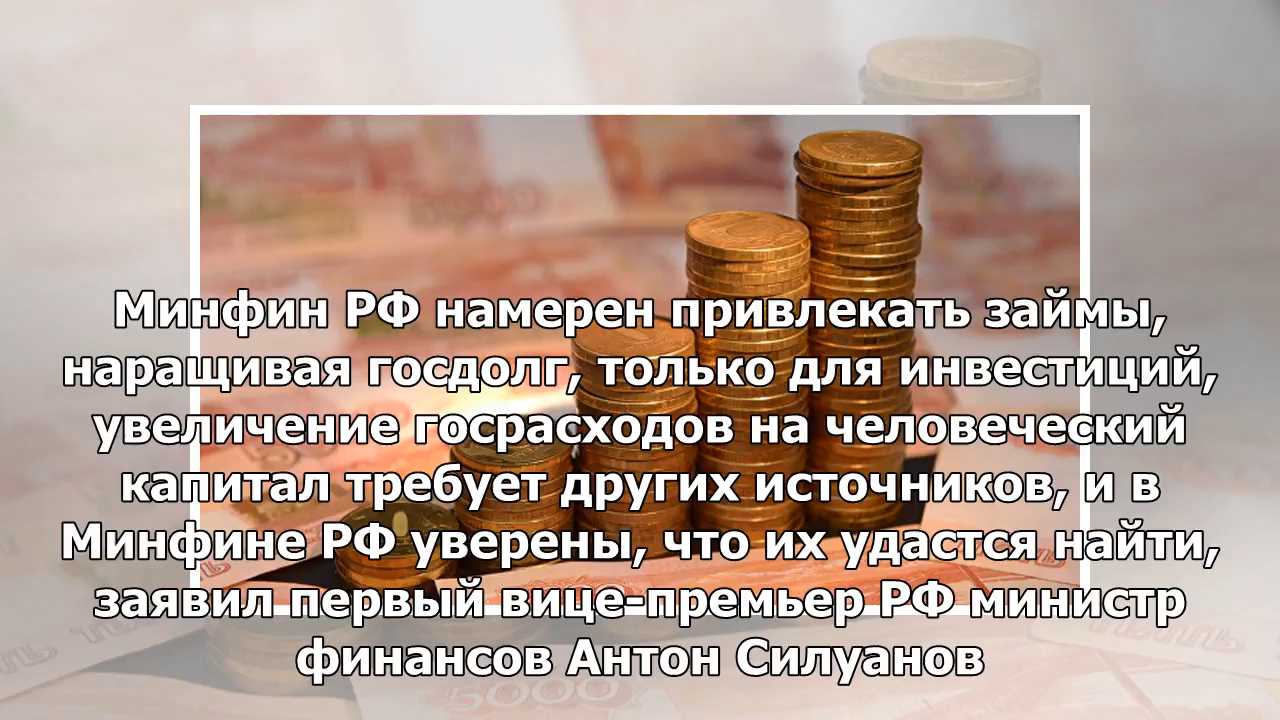 Минфин РФ намерен привлекать займы,
наращивая госдолг, только для инвестиций,
увеличение госрасходов на человеческий
капитал требует других источников, и в
Минфине РФ уверены, что их удастся найти,
заявил первый вице-премьер РФ министр
финансов Антон Силуанов
5000